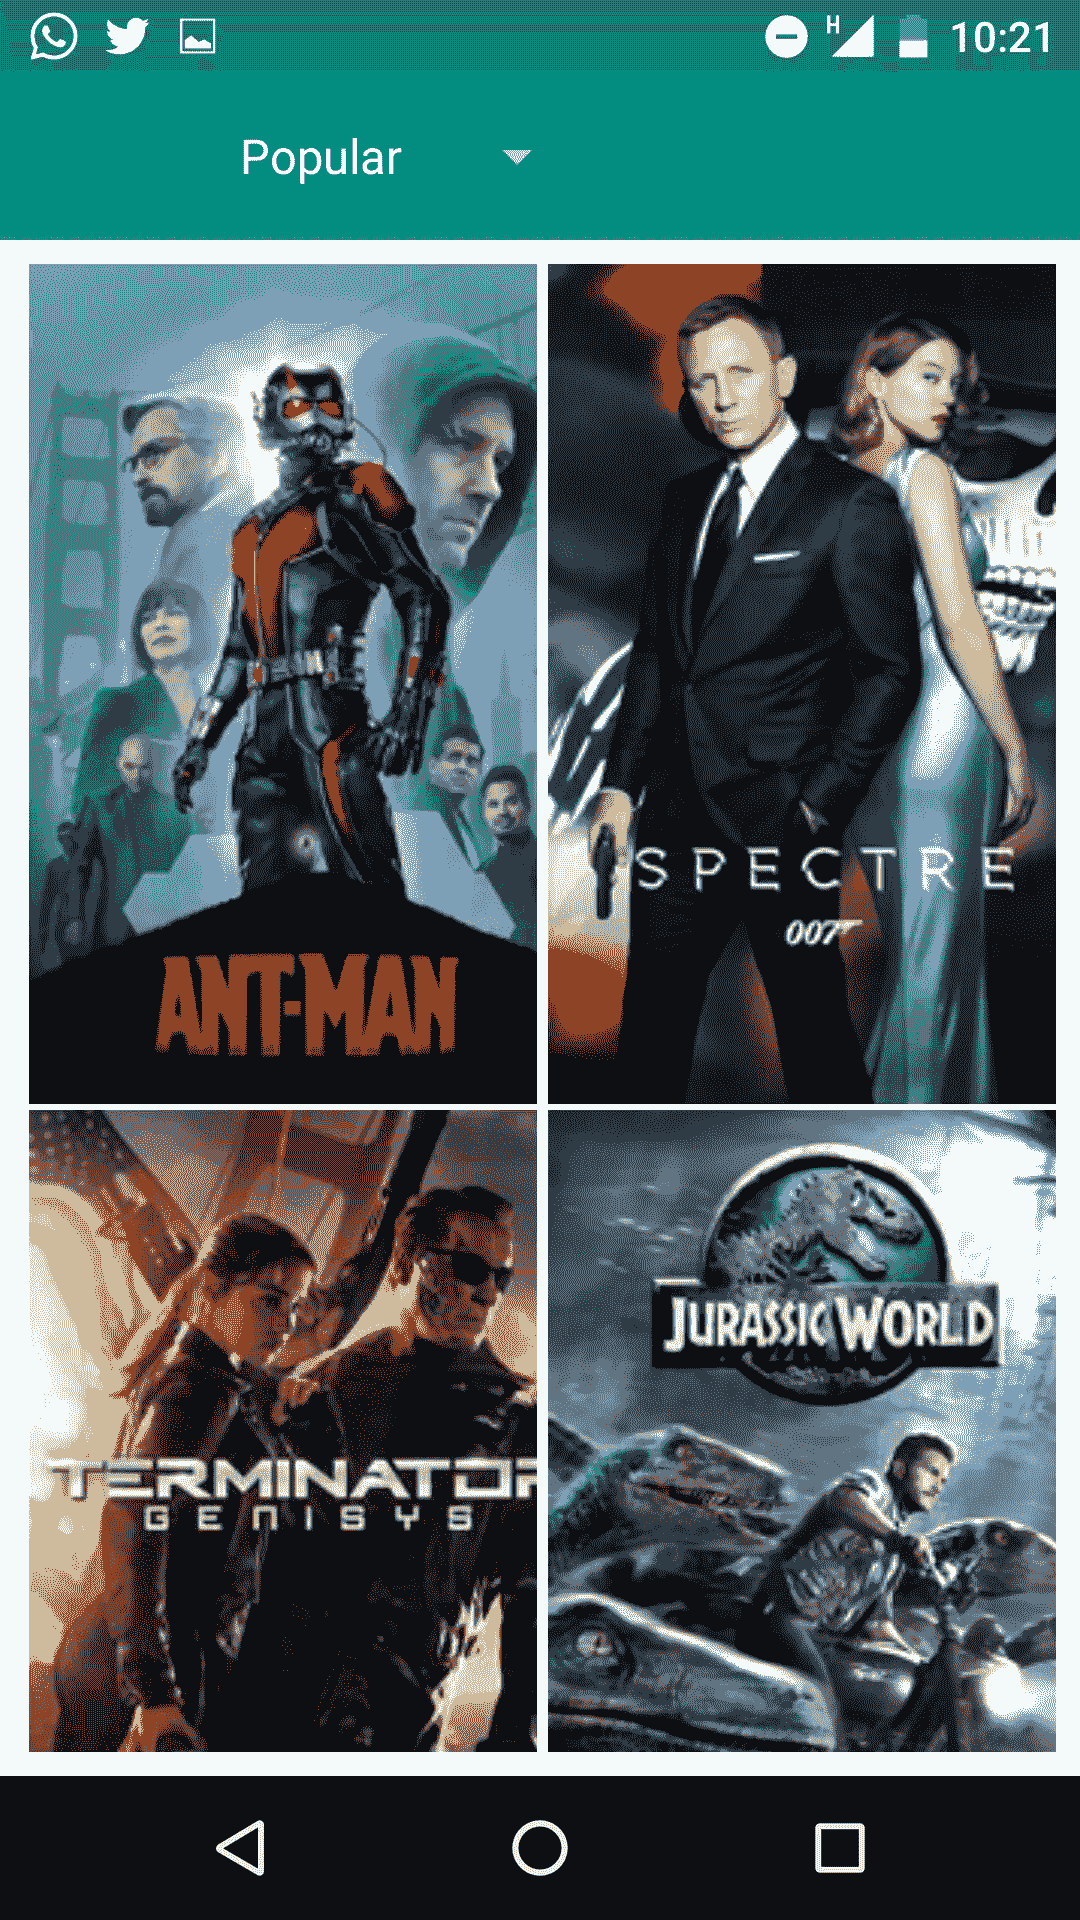 H 10:21
Popular
ANT-MAN
SPECTRE
007
TERMINATOR
GENISYS
JURASSIC WORLD